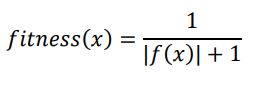 fitness(x) = 1 / (|f(x)| + 1)